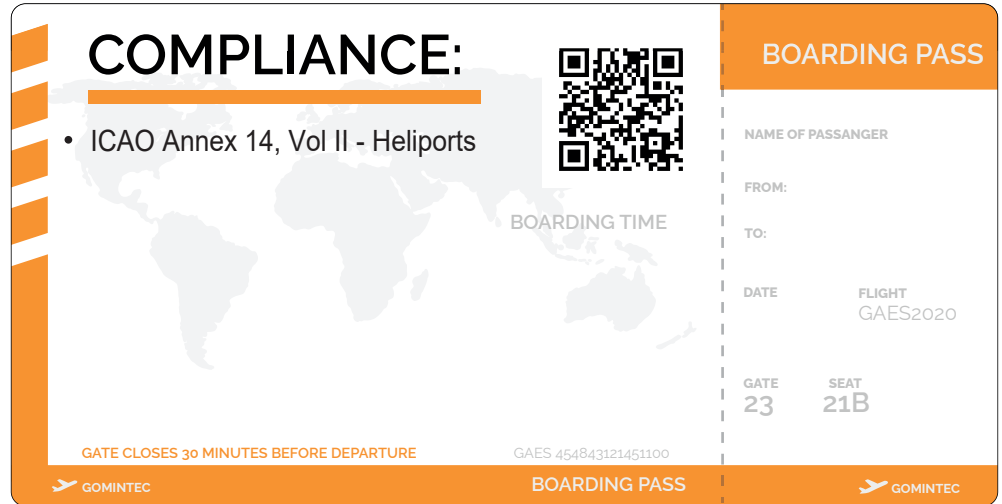 COMPLIANCE:
• ICAO Annex 14, Vol II - Heliports
BOARDING TIME
GATE CLOSES 30 MINUTES BEFORE DEPARTURE
GAES 454843121451100
GOMINTEC
BOARDING PASS
BOARDING PASS
NAME OF PASSANGER
FROM:
TO:
DATE
FLIGHT
GAES2020
GATE
SEAT
23
21B
GOMINTEC